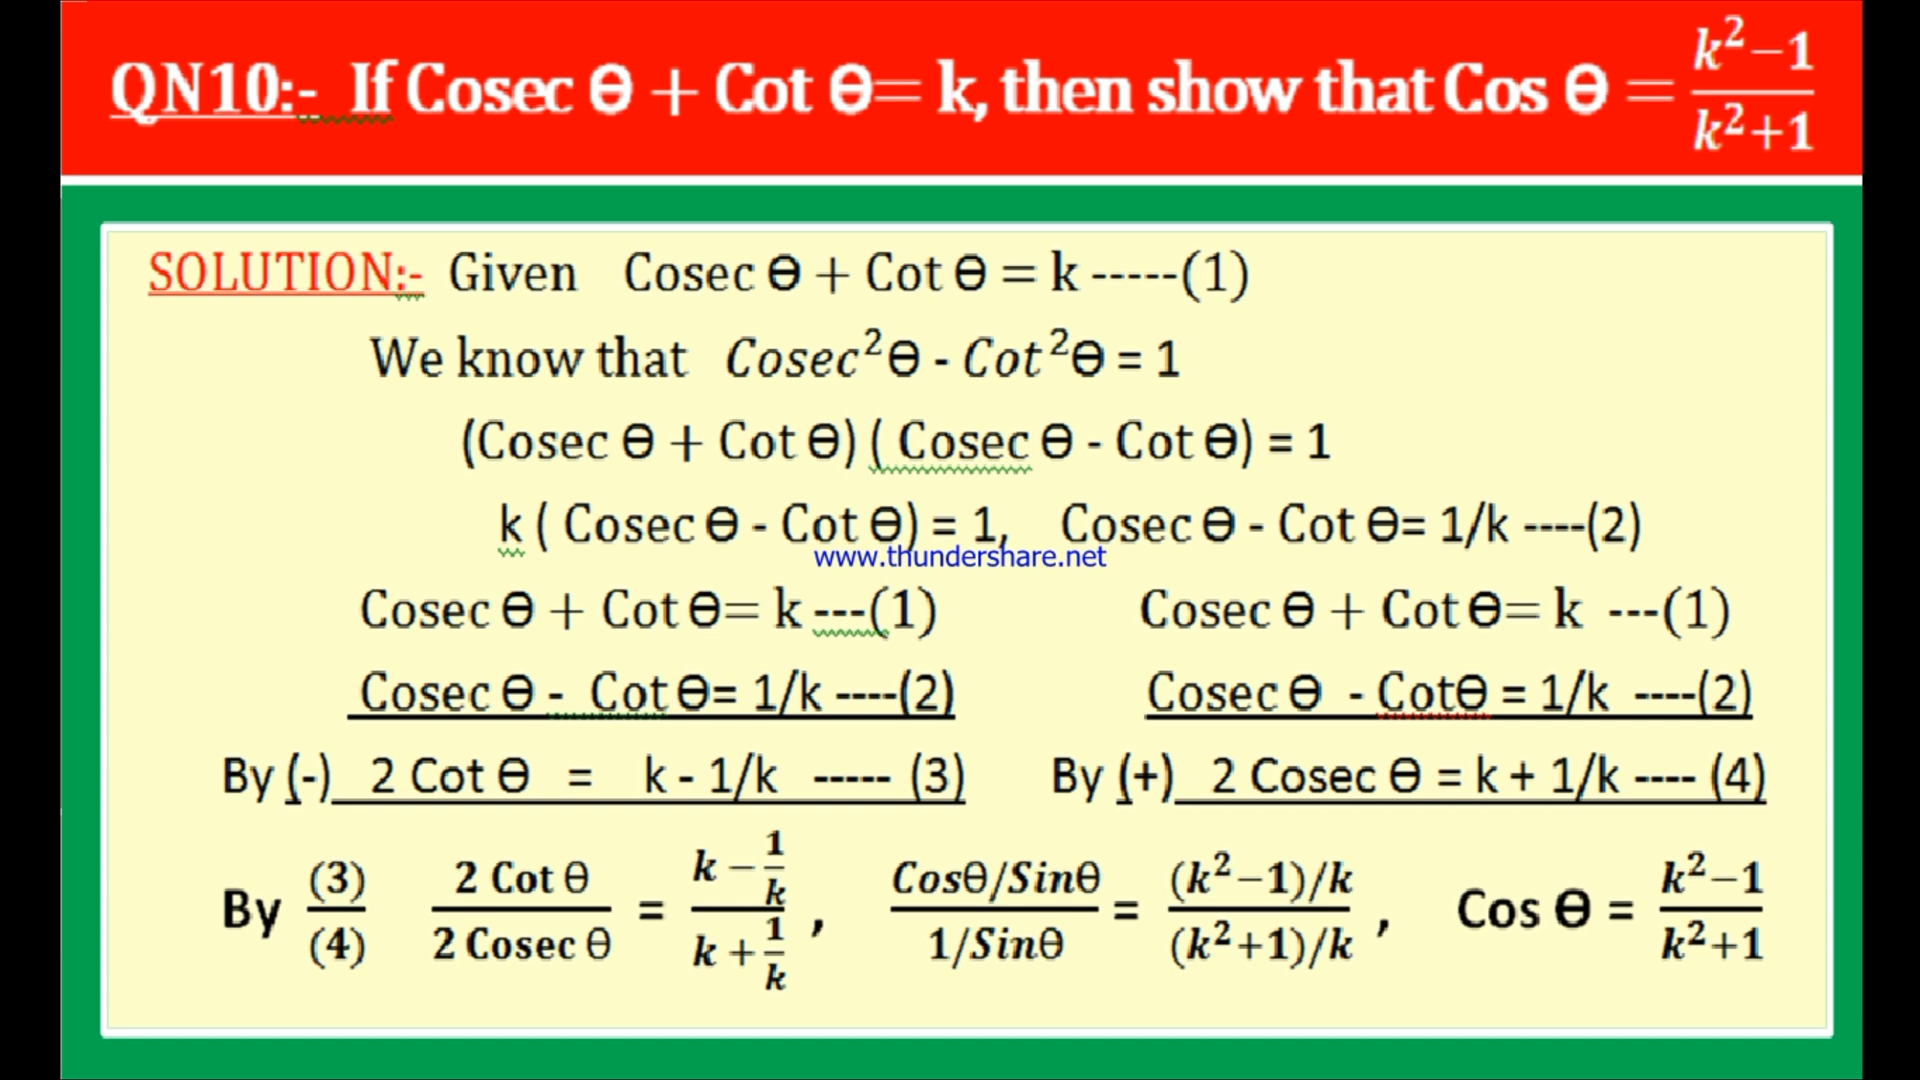 QN10:- If Cosec Ɵ + Cot Ɵ= k, then show that Cos Ɵ = k²−1/k²+1
SOLUTION:- Given Cosec Ɵ + Cot Ɵ = k -----(1)
We know that Cosec²Ɵ - Cot²Ɵ = 1
(Cosec Ɵ + Cot Ɵ) ( Cosec Ɵ - Cot Ɵ) = 1
k ( Cosec Ɵ - Cot Ɵ) = 1, Cosec Ɵ - Cot Ɵ= 1/k ----(2)
www.thundershare.net
Cosec Ɵ + Cot Ɵ= k ---(1) Cosec Ɵ + Cot Ɵ= k ---(1)
Cosec Ɵ - Cot Ɵ= 1/k ----(2) Cosec Ɵ - CotƟ = 1/k ----(2)
By (-) 2 Cot Ɵ = k - 1/k ----- (3) By (+) 2 Cosec Ɵ = k + 1/k ---- (4)
By (3)/(4) 2 Cot θ/2 Cosec θ = k − 1/k / k + 1/k , Cosθ/Sinθ / 1/Sinθ = (k²−1)/k / (k²+1)/k , Cos Ɵ = k²−1/k²+1